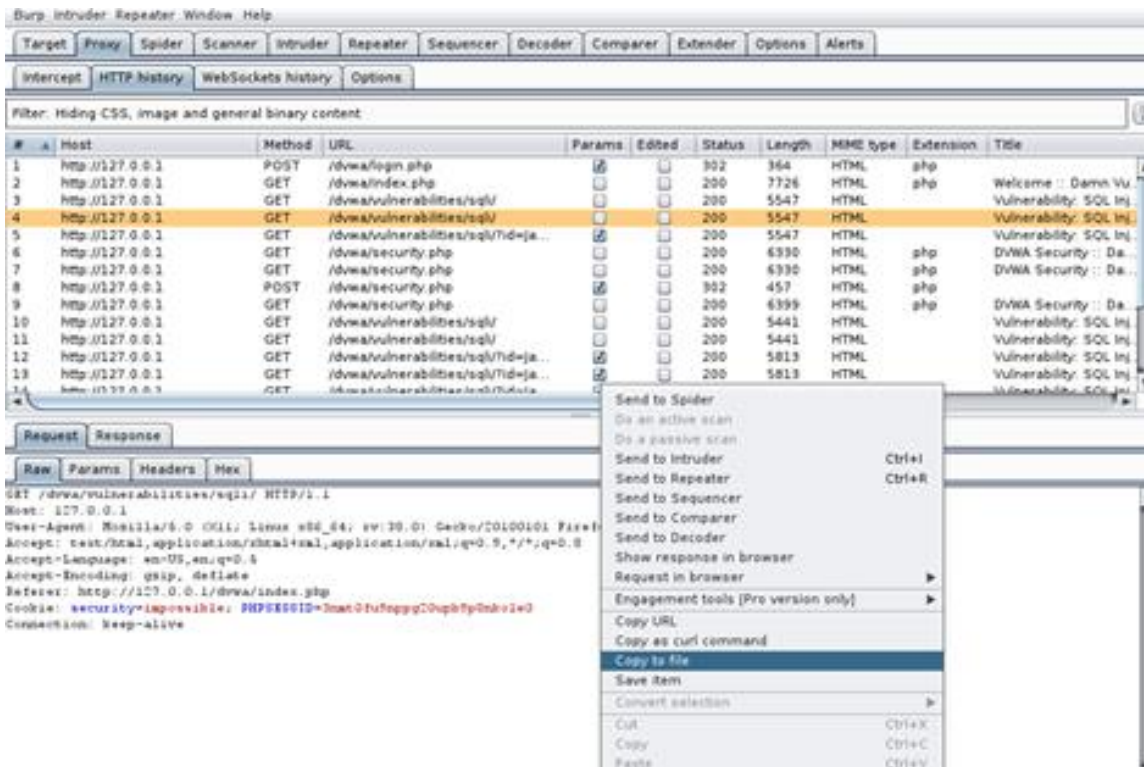 Burp Intruder Repeater Window Help
Target Proxy Spider Scanner Intruder Repeater Sequencer Decoder Comparer Extender Options Alerts
Intercept HTTP history WebSockets history Options
Filter: Hiding CSS, image and general binary content
# Host Method URL Params Edited Status Length MIME type Extension Title
1 http://127.0.0.1 POST /dvwa/login.php 302 364 HTML php
2 http://127.0.0.1 GET /dvwa/index.php 200 7726 HTML php Welcome :: Damn Vu...
3 http://127.0.0.1 GET /dvwa/vulnerabilities/sqli/ 200 5547 HTML Vulnerability: SQL Inj...
4 http://127.0.0.1 GET /dvwa/vulnerabilities/sqli/ 200 5547 HTML Vulnerability: SQL Inj...
5 http://127.0.0.1 GET /dvwa/vulnerabilities/sqli/?id=ja... 200 5547 HTML Vulnerability: SQL Inj...
6 http://127.0.0.1 GET /dvwa/security.php 200 6330 HTML php DVWA Security :: Da...
7 http://127.0.0.1 GET /dvwa/security.php 200 6330 HTML php DVWA Security :: Da...
8 http://127.0.0.1 POST /dvwa/security.php 302 457 HTML php
9 http://127.0.0.1 GET /dvwa/security.php 200 6399 HTML php DVWA Security :: Da...
10 http://127.0.0.1 GET /dvwa/vulnerabilities/sqli/ 200 5441 HTML Vulnerability: SQL Inj...
11 http://127.0.0.1 GET /dvwa/vulnerabilities/sqli/ 200 5441 HTML Vulnerability: SQL Inj...
12 http://127.0.0.1 GET /dvwa/vulnerabilities/sqli/?id=ja... 200 5813 HTML Vulnerability: SQL Inj...
13 http://127.0.0.1 GET /dvwa/vulnerabilities/sqli/?id=ja... 200 5813 HTML Vulnerability: SQL Inj...
Request Response
Raw Params Headers Hex
GET /dvwa/vulnerabilities/sqli/ HTTP/1.1
Host: 127.0.0.1
User-Agent: Mozilla/5.0 (X11; Linux x86_64; rv:38.0) Gecko/20100101
Accept: text/html,application/xhtml+xml,application/xml;q=0.9,*/*;q=0.8
Accept-Language: en-US,en;q=0.5
Accept-Encoding: gzip, deflate
Referer: http://127.0.0.1/dvwa/index.php
Cookie: security=impossible;
Connection: keep-alive
Send to Spider
Do an active scan
Do a passive scan
Send to Intruder Ctrl+I
Send to Repeater Ctrl+R
Send to Sequencer
Send to Comparer
Send to Decoder
Show response in browser
Request in browser
Engagement tools [Pro version only]
Copy URL
Copy as curl command
Copy to file
Save item
Convert selection
Cut Ctrl+X
Copy Ctrl+C
Paste Ctrl+V